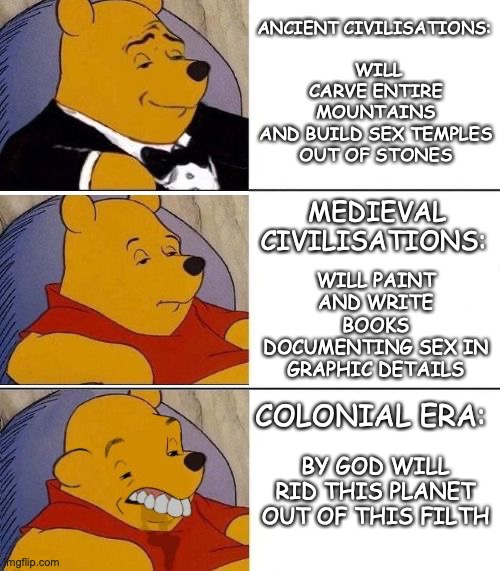 ANCIENT CIVILISATIONS:
WILL
CARVE ENTIRE
MOUNTAINS
AND BUILD SEX TEMPLES
OUT OF STONES
MEDIEVAL
CIVILISATIONS:
WILL PAINT
AND WRITE
BOOKS
DOCUMENTING SEX IN
GRAPHIC DETAILS
COLONIAL ERA:
BY GOD WILL
RID THIS PLANET
OUT OF THIS FILTH
imgflip.com